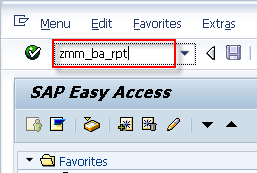 Menu Edit Favorites Extras
zmm_ba_rpt
SAP Easy Access
Favorites